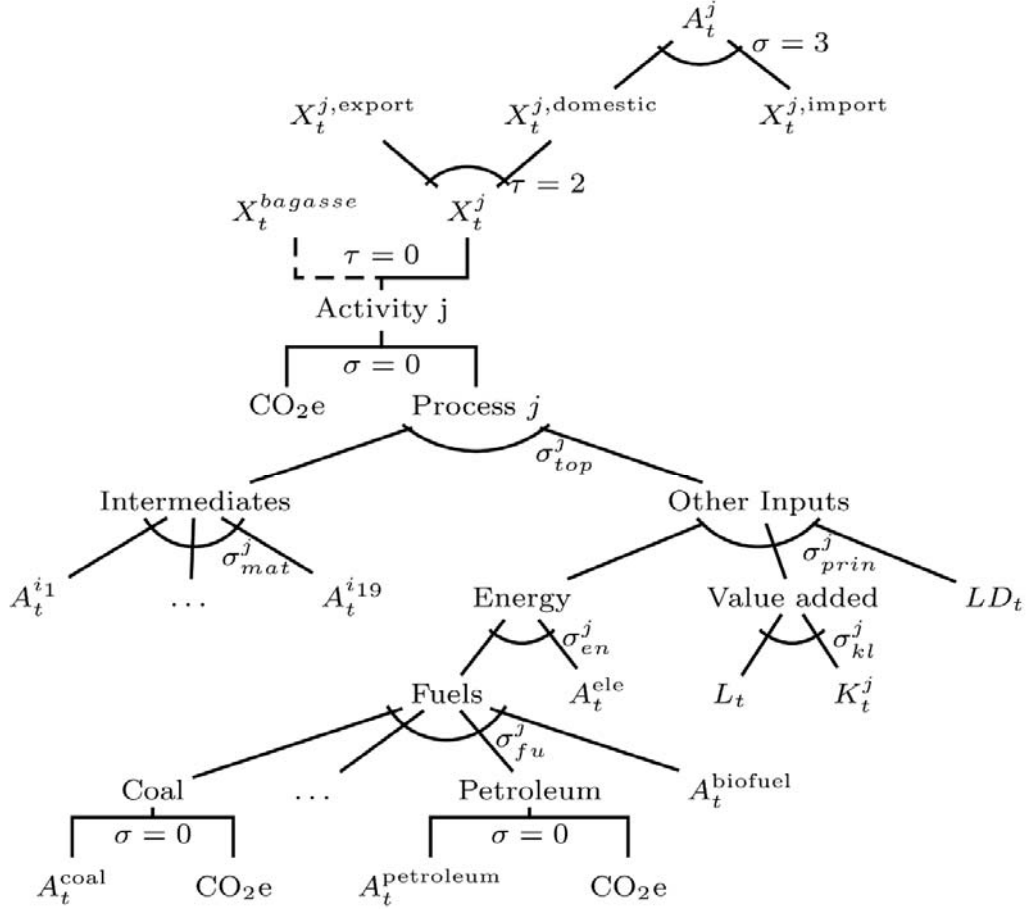 A_t^j
σ = 3
X_t^{j,export} X_t^{j,domestic} X_t^{j,import}
τ = 2
X_t^{bagasse} X_t^j
τ = 0
Activity j
σ = 0
CO₂e Process j
σ_{top}^j
Intermediates Other Inputs
σ_{mat}^j σ_{prin}^j
A_t^{i1} ... A_t^{i19} Energy Value added LD_t
σ_{en}^j σ_{kl}^j
Fuels A_t^{ele} L_t K_t^j
σ_{fu}^j
Coal ... Petroleum A_t^{biofuel}
σ = 0 σ = 0
A_t^{coal} CO₂e A_t^{petroleum} CO₂e